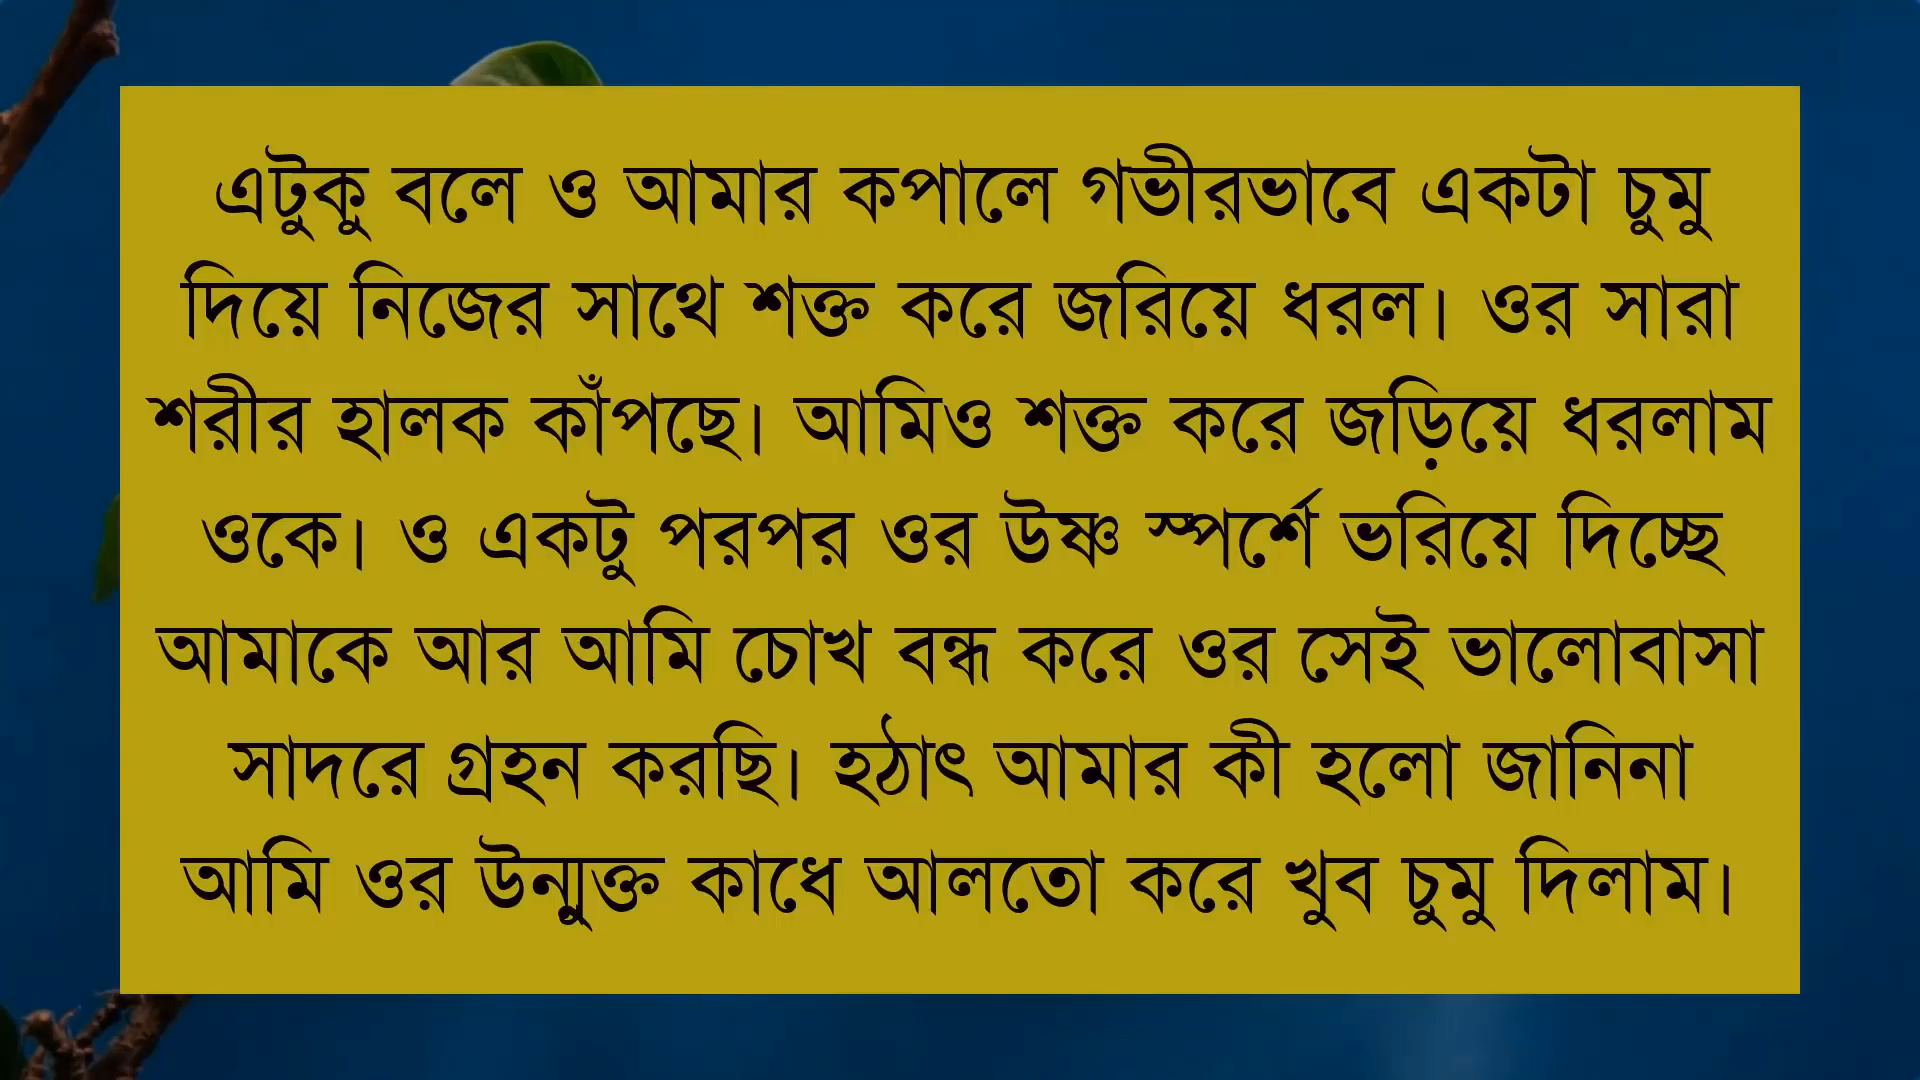 এটুকু বলে ও আমার কপালে গভীরভাবে একটা চুমু
দিয়ে নিজের সাথে শক্ত করে জরিয়ে ধরল। ওর সারা
শরীর হালক কাঁপছে। আমিও শক্ত করে জড়িয়ে ধরলাম
ওকে। ও একটু পরপর ওর উষ্ণ স্পর্শে ভরিয়ে দিচ্ছে
আমাকে আর আমি চোখ বন্ধ করে ওর সেই ভালোবাসা
সাদরে গ্রহন করছি। হঠাৎ আমার কী হলো জানিনা
আমি ওর উন্মুক্ত কাধে আলতো করে খুব চুমু দিলাম।